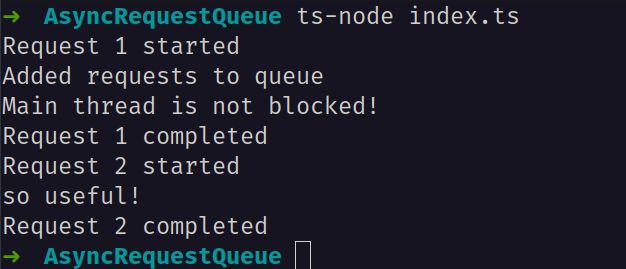 ➜ AsyncRequestQueue ts-node index.ts
Request 1 started
Added requests to queue
Main thread is not blocked!
Request 1 completed
Request 2 started
so useful!
Request 2 completed
➜ AsyncRequestQueue